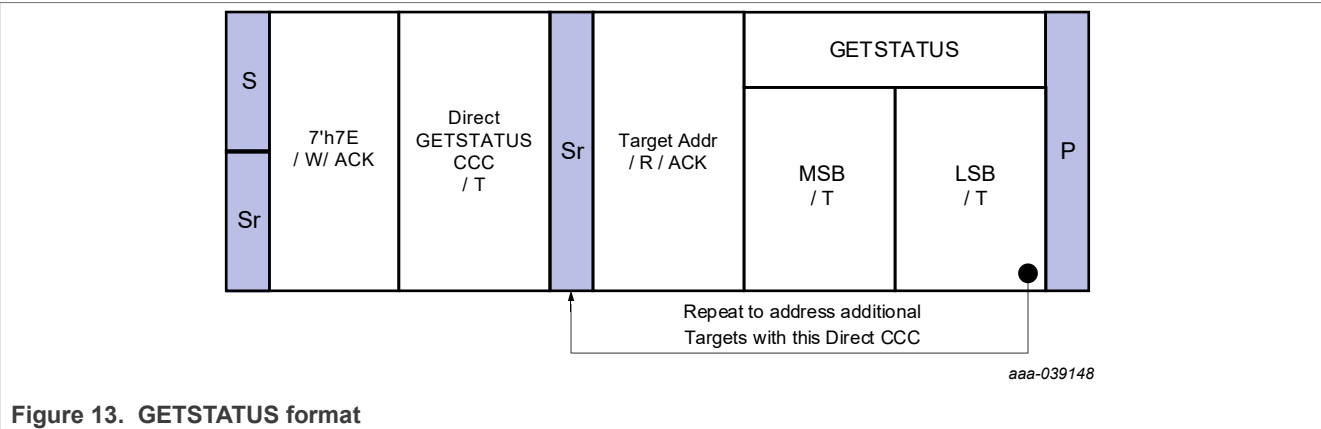 S
Sr
7'h7E
/ W/ ACK
Direct
GETSTATUS
CCC
/ T
Sr
Target Addr
/ R / ACK
GETSTATUS
MSB
/ T
LSB
/ T
P
Repeat to address additional
Targets with this Direct CCC
aaa-039148
Figure 13. GETSTATUS format